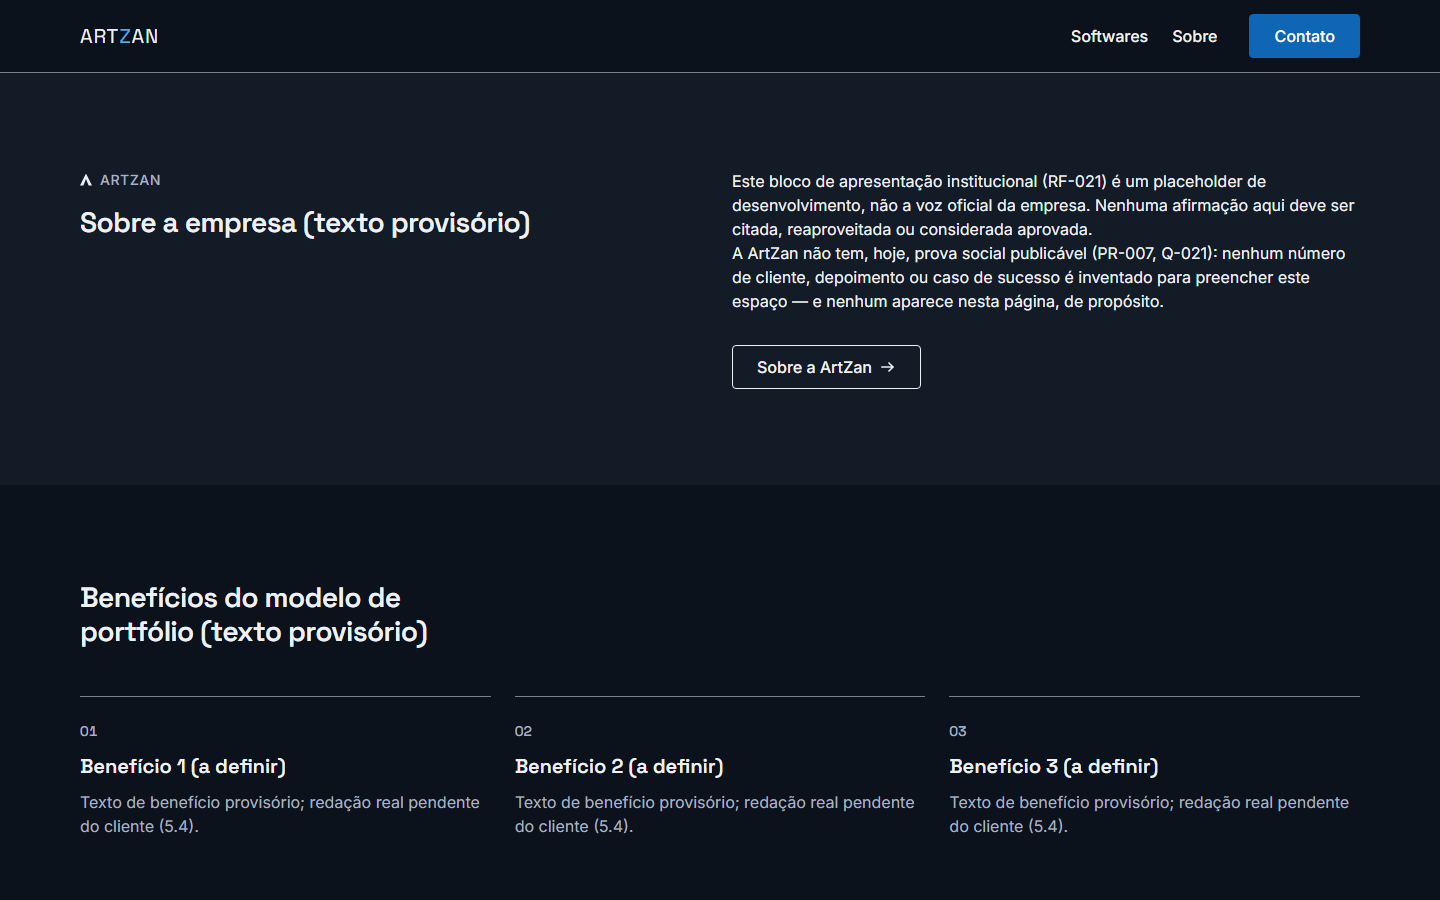 ARTZAN
Softwares
Sobre
Contato
ARTZAN
Sobre a empresa (texto provisório)
Este bloco de apresentação institucional (RF-021) é um placeholder de
desenvolvimento, não a voz oficial da empresa. Nenhuma afirmação aqui deve ser
citada, reaproveitada ou considerada aprovada.
A ArtZan não tem, hoje, prova social publicável (PR-007, Q-021): nenhum número
de cliente, depoimento ou caso de sucesso é inventado para preencher este
espaço — e nenhum aparece nesta página, de propósito.
Sobre a ArtZan →
Benefícios do modelo de
portfólio (texto provisório)
01
Benefício 1 (a definir)
Texto de benefício provisório; redação real pendente
do cliente (5.4).
02
Benefício 2 (a definir)
Texto de benefício provisório; redação real pendente
do cliente (5.4).
03
Benefício 3 (a definir)
Texto de benefício provisório; redação real pendente
do cliente (5.4).